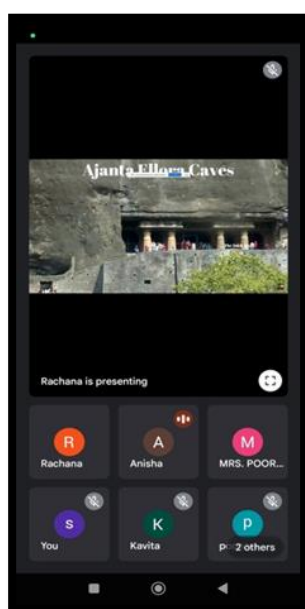 Ajanta Ellora Caves
Rachana is presenting
R
Rachana
A
Anisha
M
MRS. POOR...
S
You
K
Kavita
p
2 others